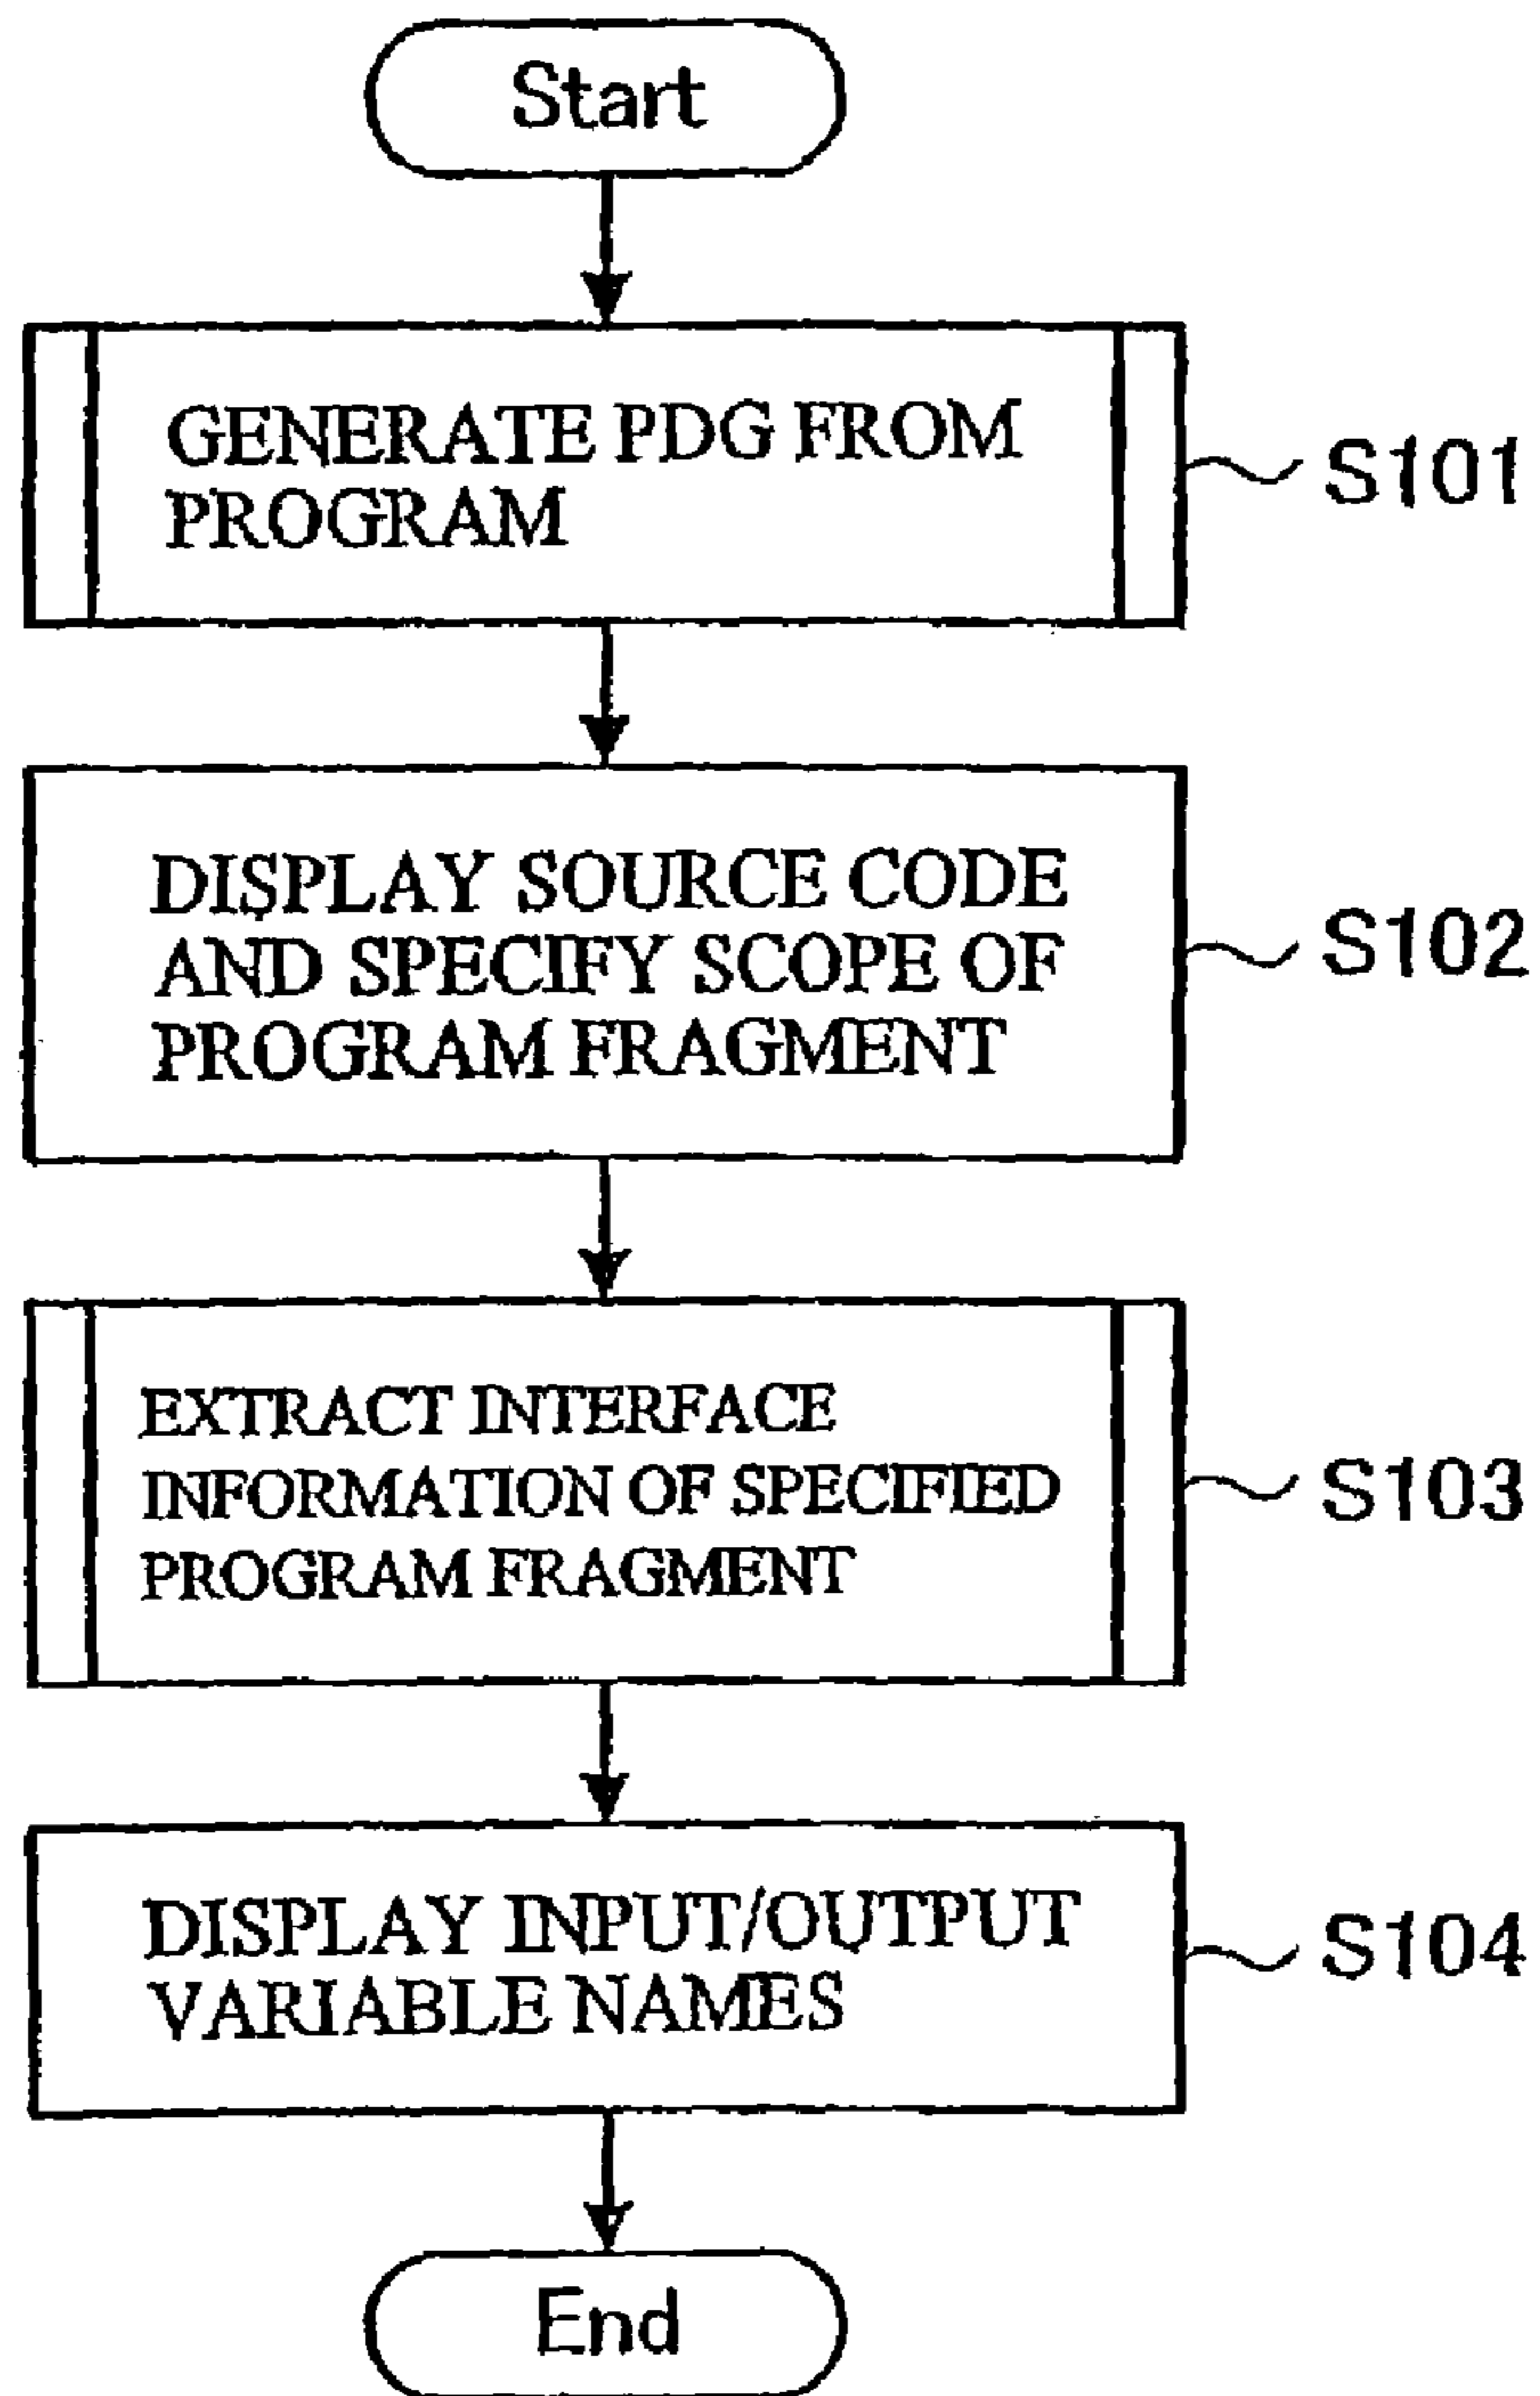 Start
GENERATE PDG FROM
PROGRAM
S101
DISPLAY SOURCE CODE
AND SPECIFY SCOPE OF
PROGRAM FRAGMENT
S102
EXTRACT INTERFACE
INFORMATION OF SPECIFIED
PROGRAM FRAGMENT
S103
DISPLAY INPUT/OUTPUT
VARIABLE NAMES
S104
End